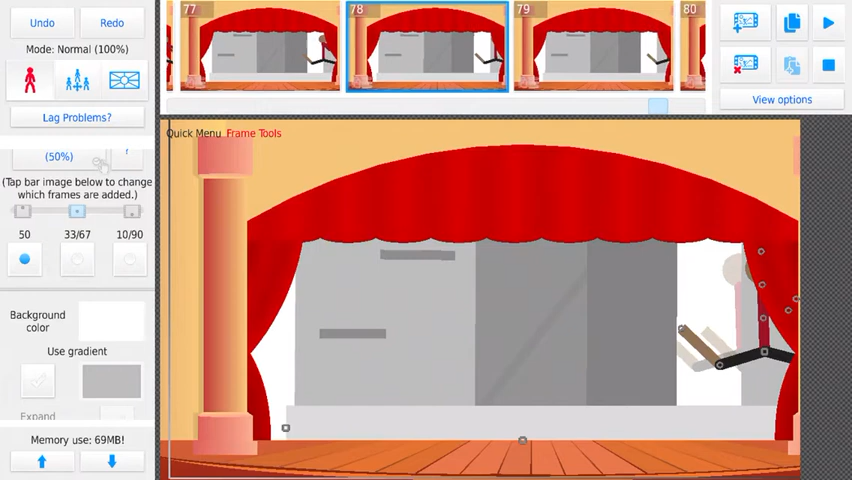 Undo
Redo
77
78
79
80
Mode: Normal (100%)
View options
Lag Problems?
Quick Menu Frame Tools
(50%)
?
(Tap bar image below to change
which frames are added.)
50
33/67
10/90
Background
color
Use gradient
Expand
Memory use: 69MB!